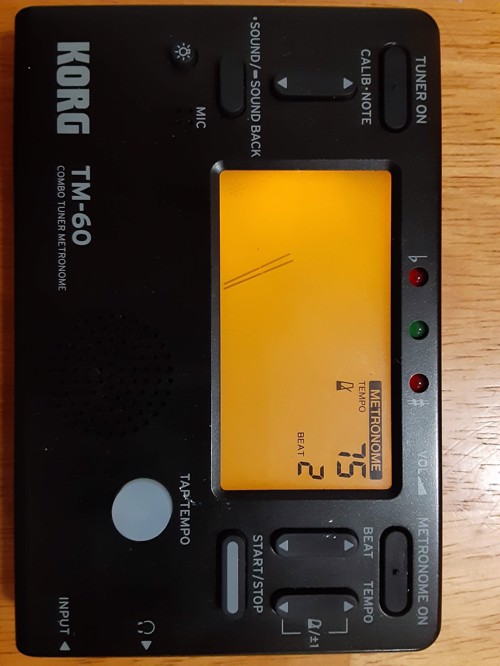 TUNER ON
VOL
METRONOME ON
♭
♯
CALIB•NOTE
BEAT
TEMPO
/±1
METRONOME
TEMPO
75
BEAT
2
•SOUND/━SOUND BACK
START/STOP
MIC
TAP TEMPO
KORG
TM-60
COMBO TUNER METRONOME
INPUT